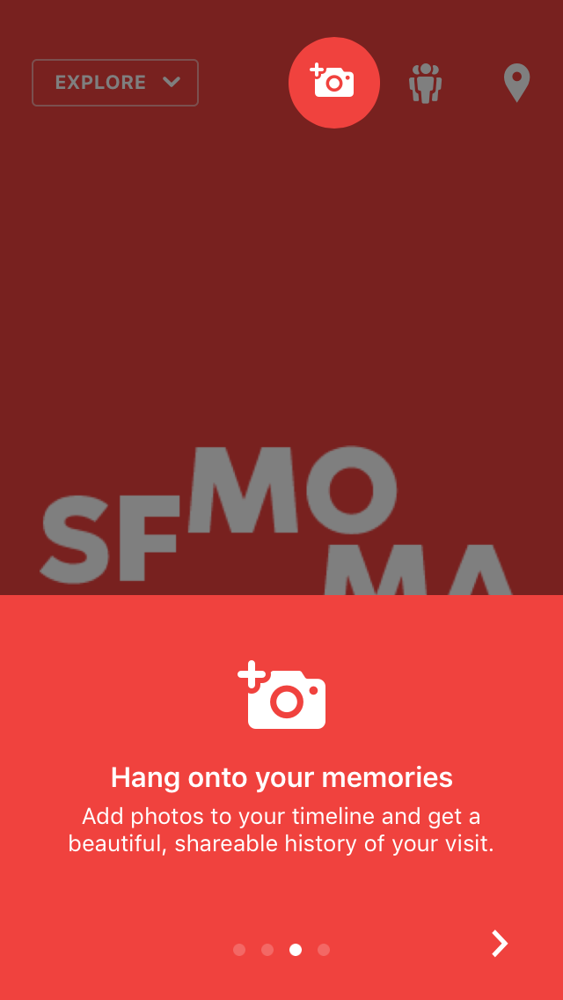 EXPLORE
SF
MO
MA
Hang onto your memories
Add photos to your timeline and get a
beautiful, shareable history of your visit.